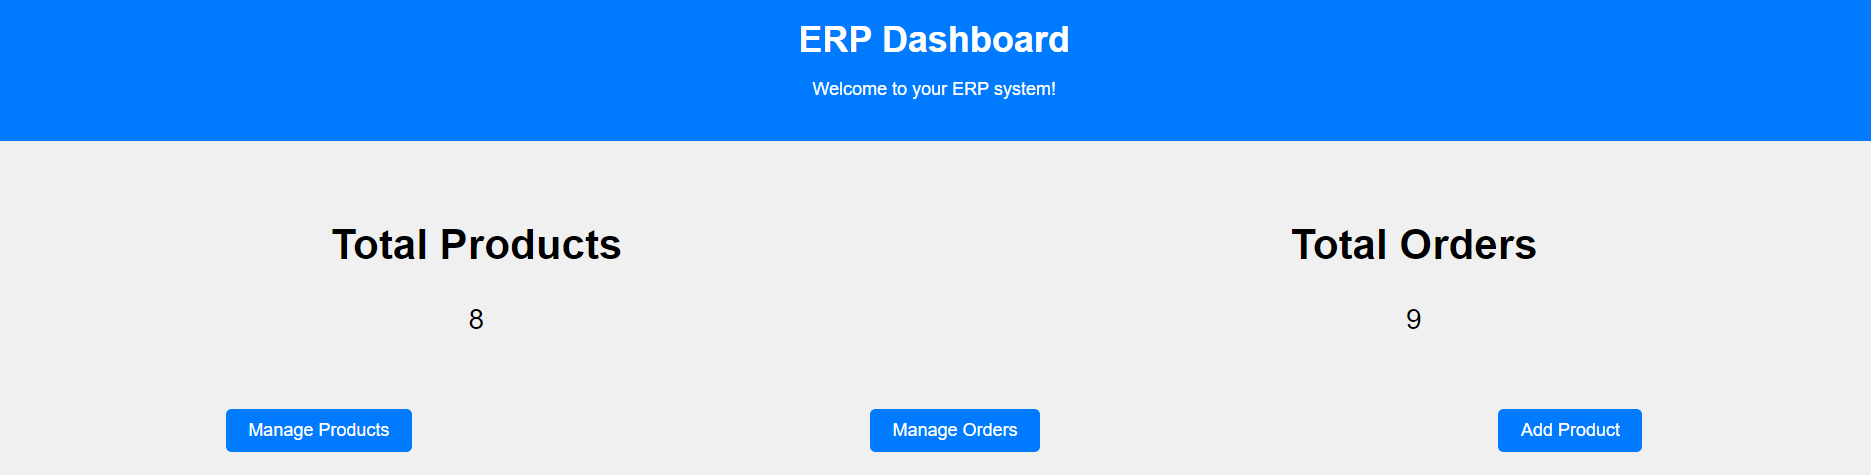 ERP Dashboard
Welcome to your ERP system!
Total Products
8
Total Orders
9
Manage Products
Manage Orders
Add Product